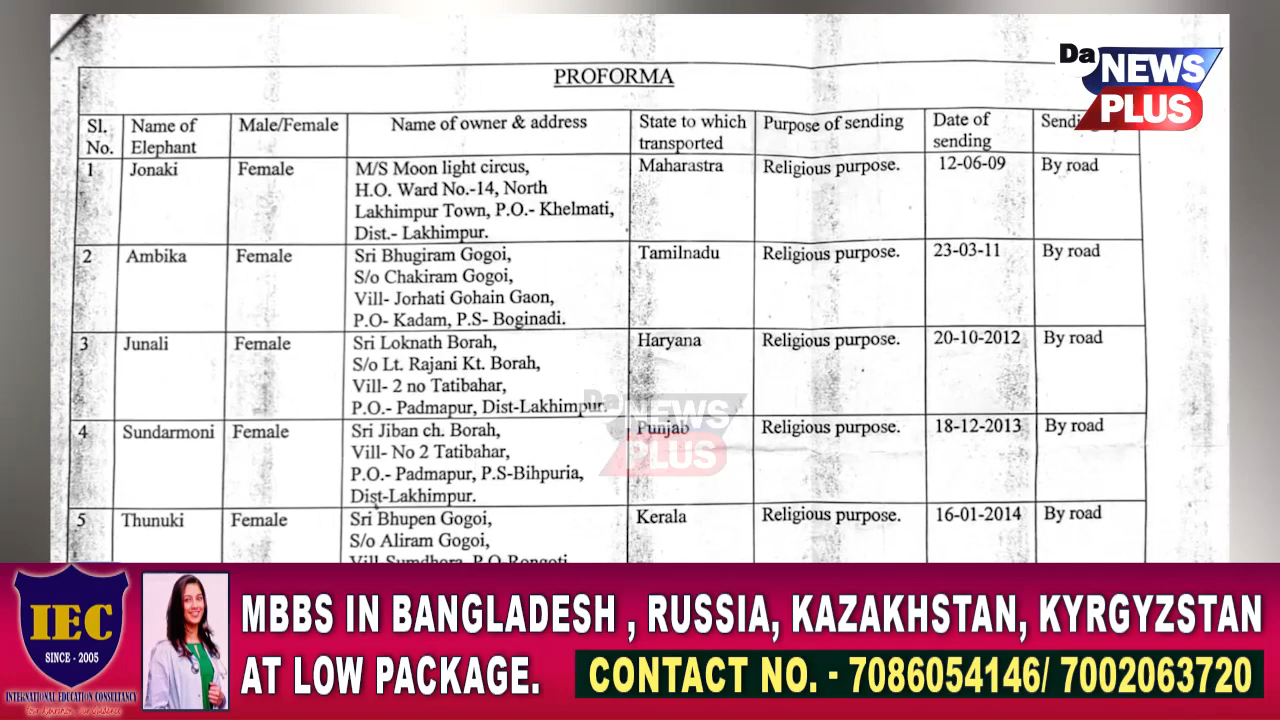 PROFORMA
Da NEWS PLUS
Sl. No. Name of Elephant Male/Female Name of owner & address State to which transported Purpose of sending Date of sending
1 Jonaki Female M/S Moon light circus, Maharastra Religious purpose. 12-06-09 By road
H.O. Ward No.-14, North
Lakhimpur Town, P.O.- Khelmati,
Dist.- Lakhimpur.
2 Ambika Female Sri Bhugiram Gogoi, Tamilnadu Religious purpose. 23-03-11 By road
S/o Chakiram Gogoi,
Vill- Jorhati Gohain Gaon,
P.O- Kadam, P.S- Boginadi.
3 Junali Female Sri Loknath Borah, Haryana Religious purpose. 20-10-2012 By road
S/o Lt. Rajani Kt. Borah,
Vill- 2 no Tatibahar,
P.O.- Padmapur, Dist-Lakhimpur.
Da NEWS PLUS
4 Sundarmoni Female Sri Jiban ch. Borah, Punjab Religious purpose. 18-12-2013 By road
Vill- No 2 Tatibahar,
P.O.- Padmapur, P.S-Bihpuria,
Dist-Lakhimpur.
5 Thunuki Female Sri Bhupen Gogoi, Kerala Religious purpose. 16-01-2014 By road
S/o Aliram Gogoi,
IEC
SINCE - 2005
INTERNATIONAL EDUCATION CONSULTANCY
MBBS IN BANGLADESH , RUSSIA, KAZAKHSTAN, KYRGYZSTAN
AT LOW PACKAGE. CONTACT NO. - 7086054146/ 7002063720